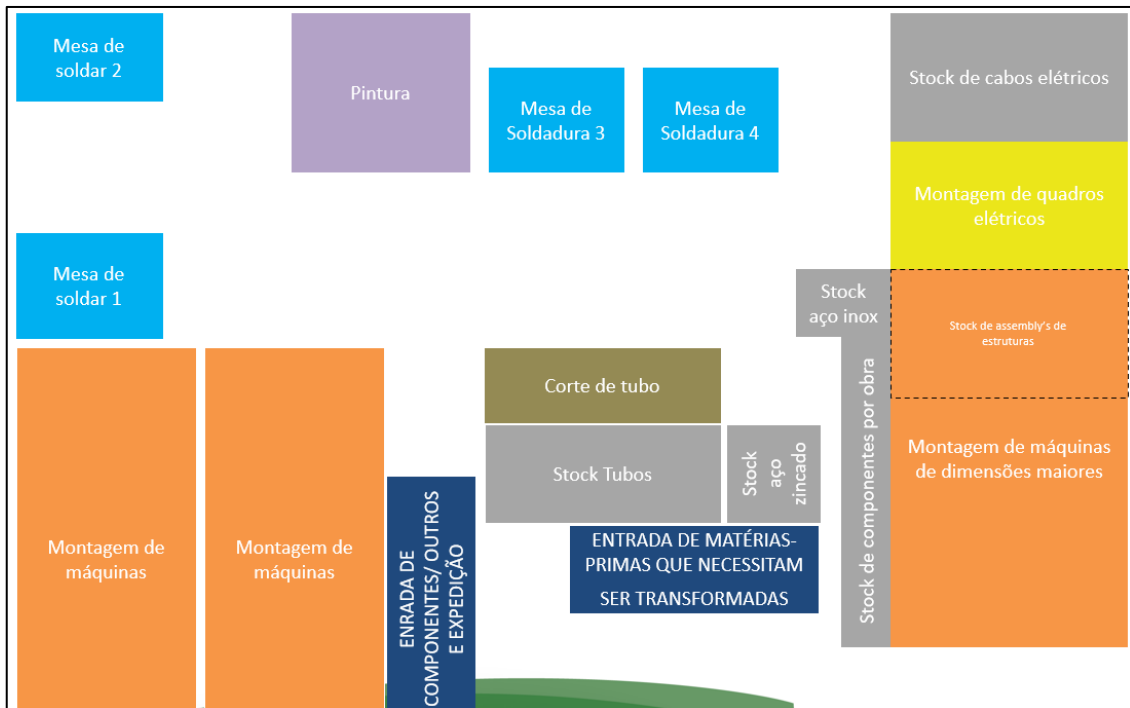 Mesa de
soldar 2
Pintura
Mesa de
Soldadura 3
Mesa de
Soldadura 4
Stock de cabos elétricos
Montagem de quadros
elétricos
Mesa de
soldar 1
Stock
aço inox
Stock de assembly's de
estruturas
Corte de tubo
Stock Tubos
Stock
aço
zincado
Stock de componentes por obra
Montagem de máquinas
de dimensões maiores
Montagem de
máquinas
Montagem de
máquinas
ENRADA DE
COMPONENTES/ OUTROS
E EXPEDIÇÃO
ENTRADA DE MATÉRIAS-
PRIMAS QUE NECESSITAM
SER TRANSFORMADAS